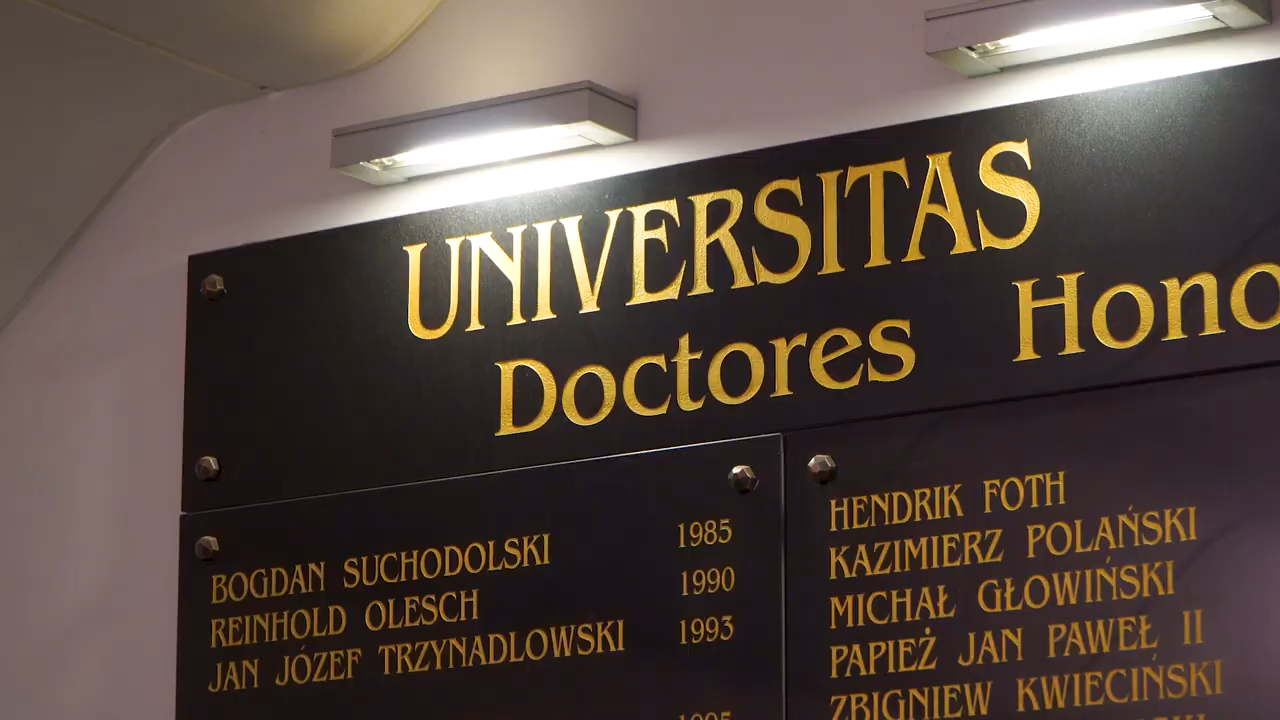 UNIVERSITAS
Doctores Hono
BOGDAN SUCHODOLSKI 1985
REINHOLD OLESCH 1990
JAN JÓZEF TRZYNADLOWSKI 1993
1995
HENDRIK FOTH
KAZIMIERZ POLAŃSKI
MICHAŁ GŁOWIŃSKI
PAPIEŻ JAN PAWEŁ II
ZBIGNIEW KWIECIŃSKI